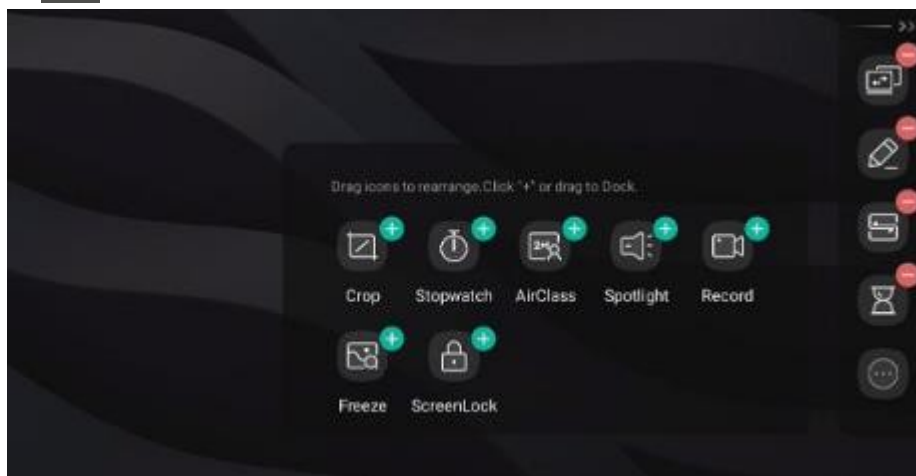 Drag icons to rearrange.Click "+" or drag to Dock.
Crop Stopwatch AirClass Spotlight Record
Freeze ScreenLock